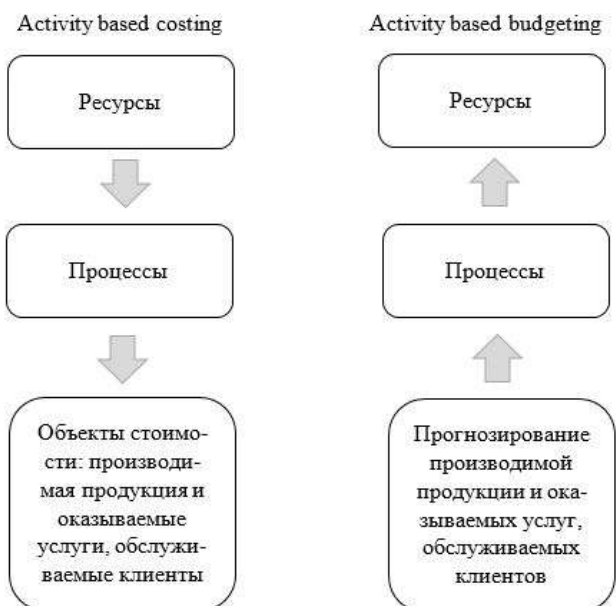 Activity based costing
Ресурсы
Процессы
Объекты стоимо-
сти: производи-
мая продукция и
оказываемые
услуги, обслужи-
ваемые клиенты
Activity based budgeting
Ресурсы
Процессы
Прогнозирование
производимой
продукции и ока-
зываемых услуг,
обслуживаемых
клиентов